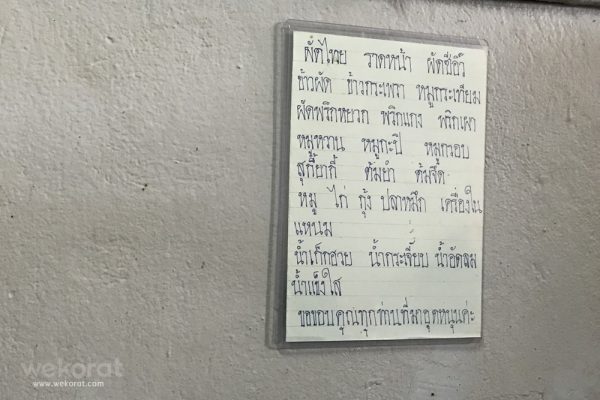 ผัดไทย ราดหน้า ผัดซีอิ๊ว
ข้าวผัด ข้าวกระเพรา หมูกระเทียม
ผัดพริกหยวก พริกแกง พริกเผา
หมูหวาน หมูกะปิ หมูกรอบ
สุกี้ยากี้ ต้มยำ ต้มจืด
หมู ไก่ กุ้ง ปลาหมึก เครื่องใน
แหนม
น้ำเก็กฮวย น้ำกระเจี๊ยบ น้ำอัดลม
น้ำแข็งใส
ขอขอบคุณทุกท่านที่มาอุดหนุนค่ะ
wekorat
www.wekorat.com